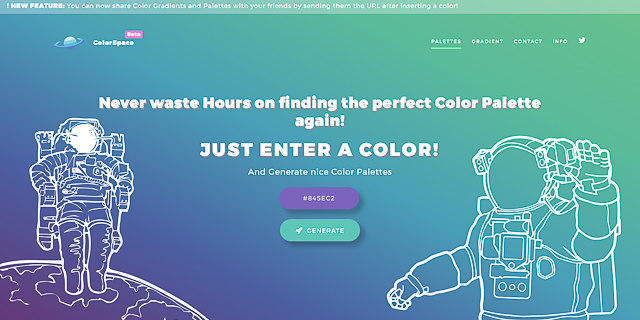 ! NEW FEATURE: You can now share Color Gradients and Palettes with your friends by sending them the URL after inserting a color!
Beta
ColorSpace
PALETTES GRADIENT CONTACT INFO
Never waste Hours on finding the perfect Color Palette
again!
JUST ENTER A COLOR!
And Generate nice Color Palettes
#845EC2
GENERATE